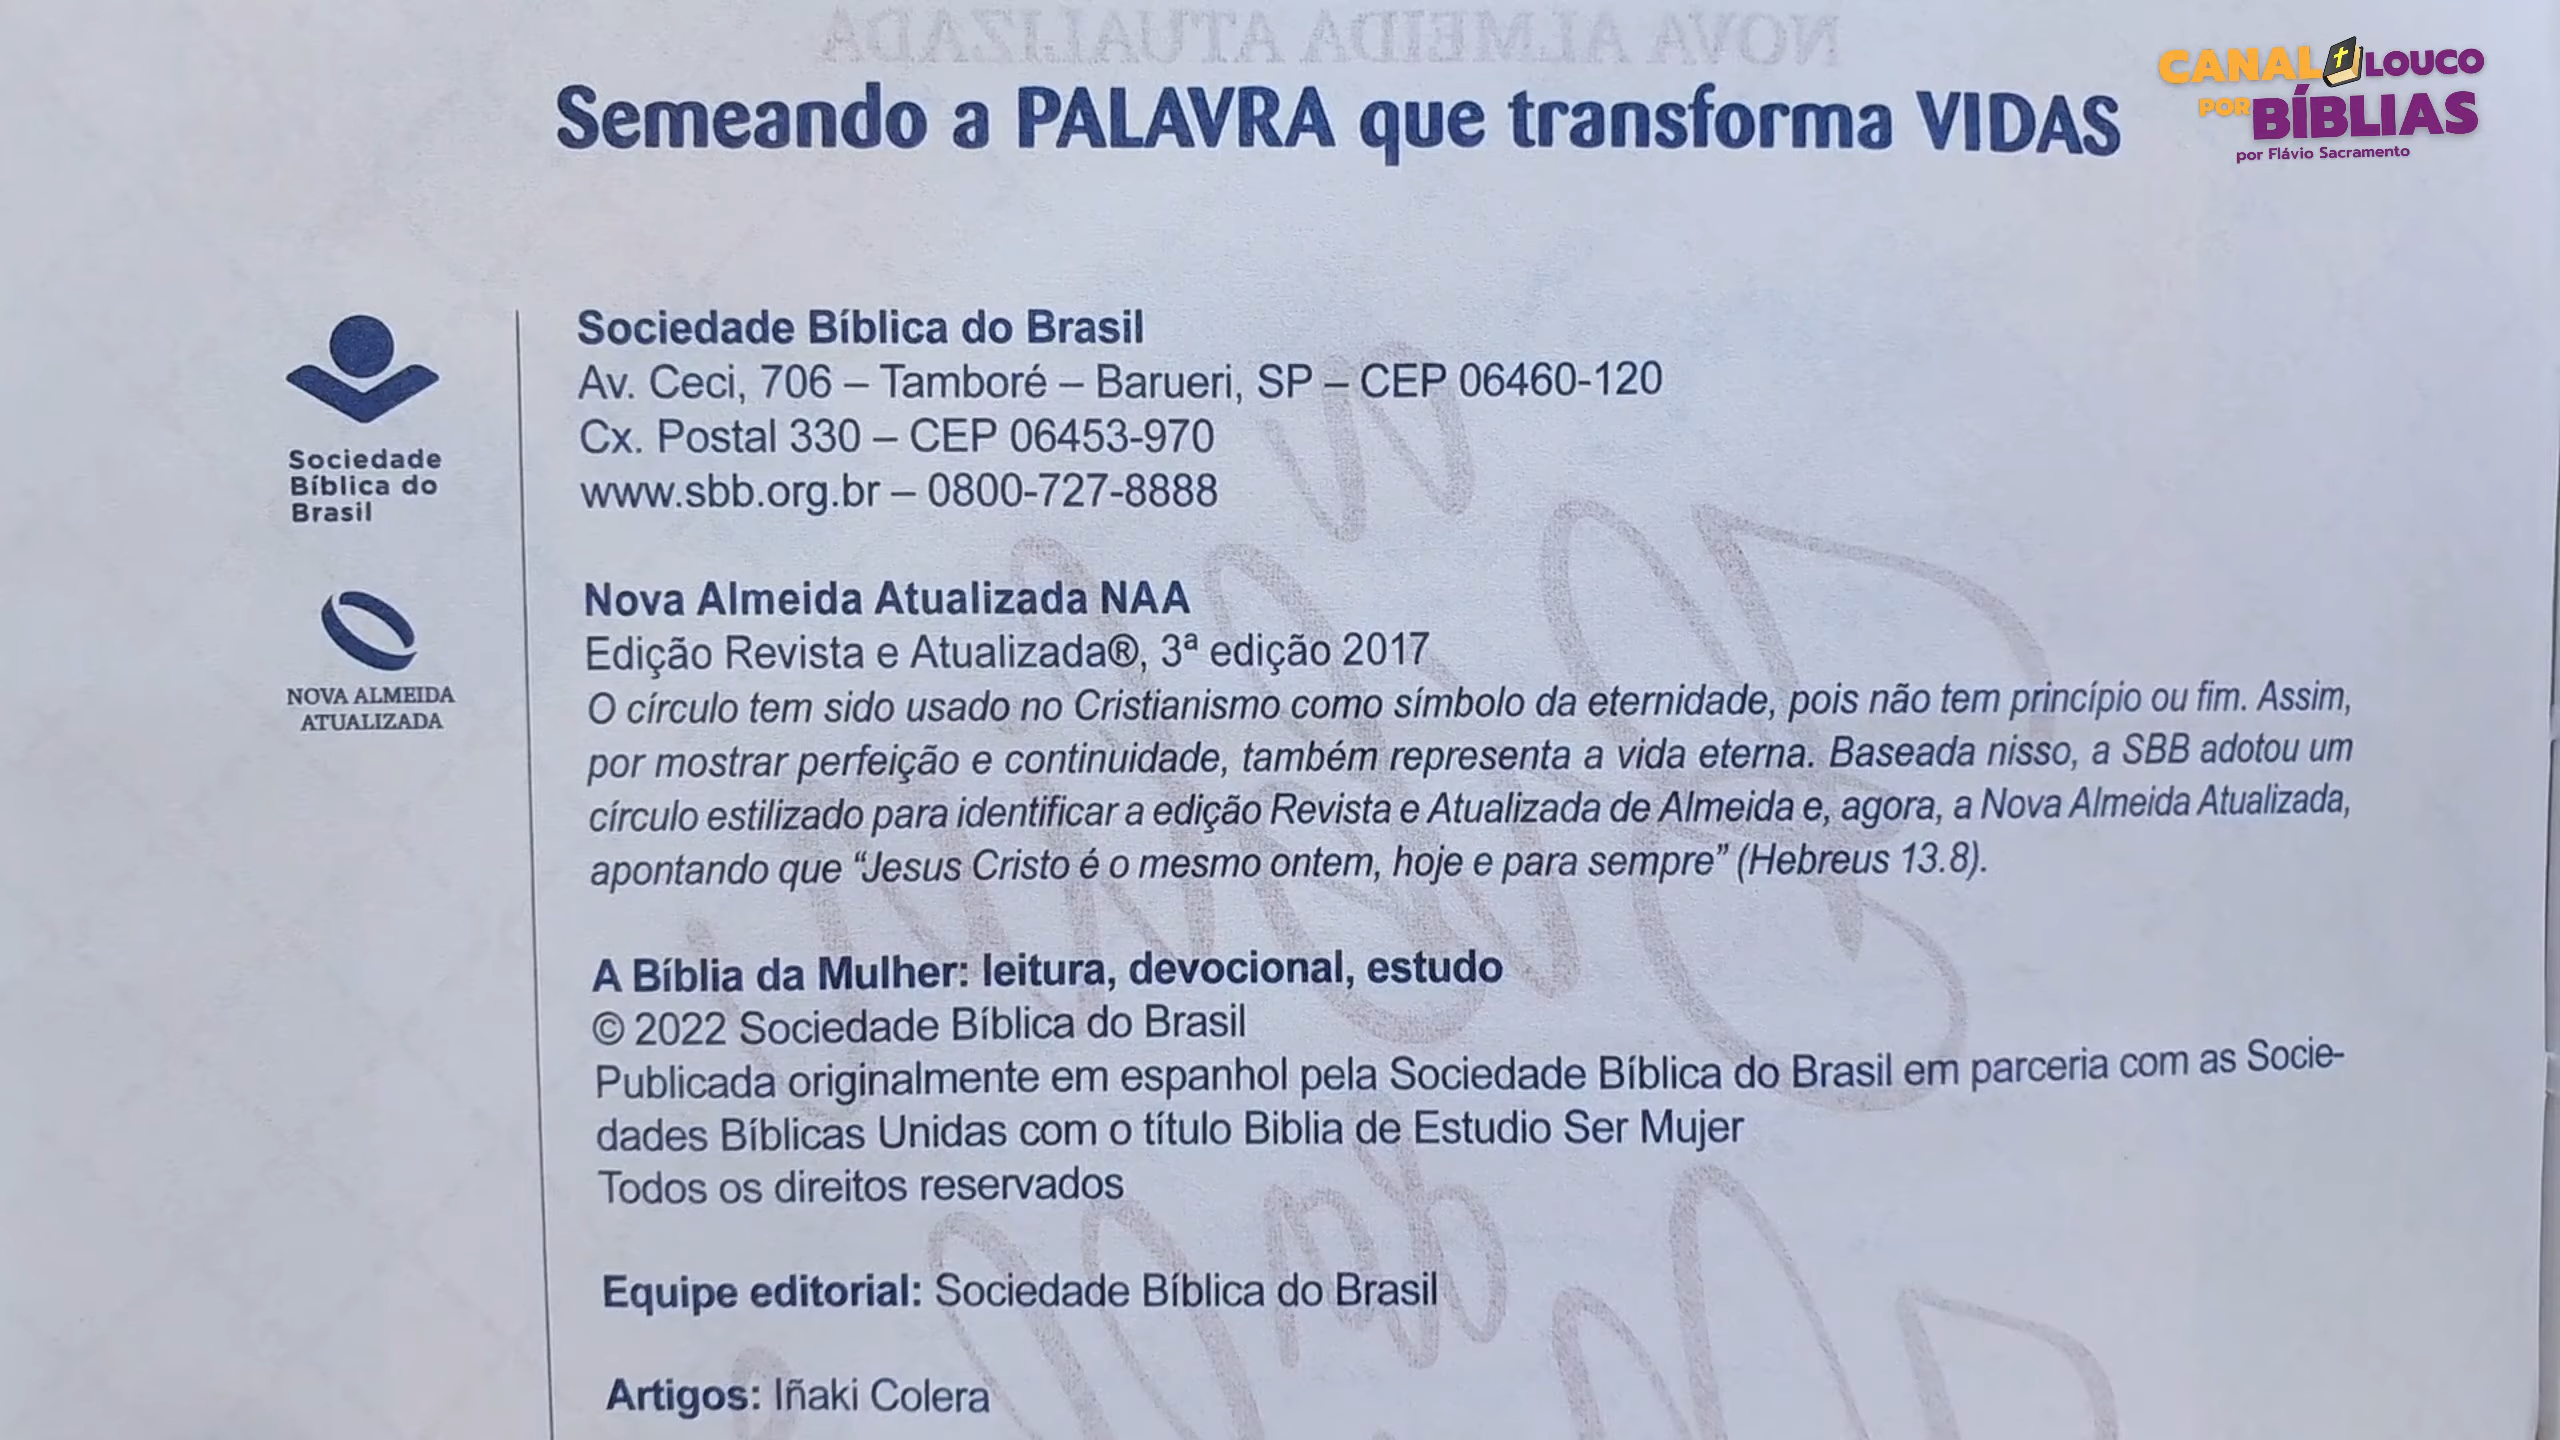 NOVA ALMEIDA ATUALIZADA
CANAL LOUCO
POR BÍBLIAS
por Flávio Sacramento
Semeando a PALAVRA que transforma VIDAS
Sociedade
Bíblica do
Brasil
Sociedade Bíblica do Brasil
Av. Ceci, 706 – Tamboré – Barueri, SP – CEP 06460-120
Cx. Postal 330 – CEP 06453-970
www.sbb.org.br – 0800-727-8888
NOVA ALMEIDA
ATUALIZADA
Nova Almeida Atualizada NAA
Edição Revista e Atualizada®, 3ª edição 2017
O círculo tem sido usado no Cristianismo como símbolo da eternidade, pois não tem princípio ou fim. Assim,
por mostrar perfeição e continuidade, também representa a vida eterna. Baseada nisso, a SBB adotou um
círculo estilizado para identificar a edição Revista e Atualizada de Almeida e, agora, a Nova Almeida Atualizada,
apontando que “Jesus Cristo é o mesmo ontem, hoje e para sempre” (Hebreus 13.8).
A Bíblia da Mulher: leitura, devocional, estudo
© 2022 Sociedade Bíblica do Brasil
Publicada originalmente em espanhol pela Sociedade Bíblica do Brasil em parceria com as Socie-
dades Bíblicas Unidas com o título Biblia de Estudio Ser Mujer
Todos os direitos reservados
Equipe editorial: Sociedade Bíblica do Brasil
Artigos: Iñaki Colera